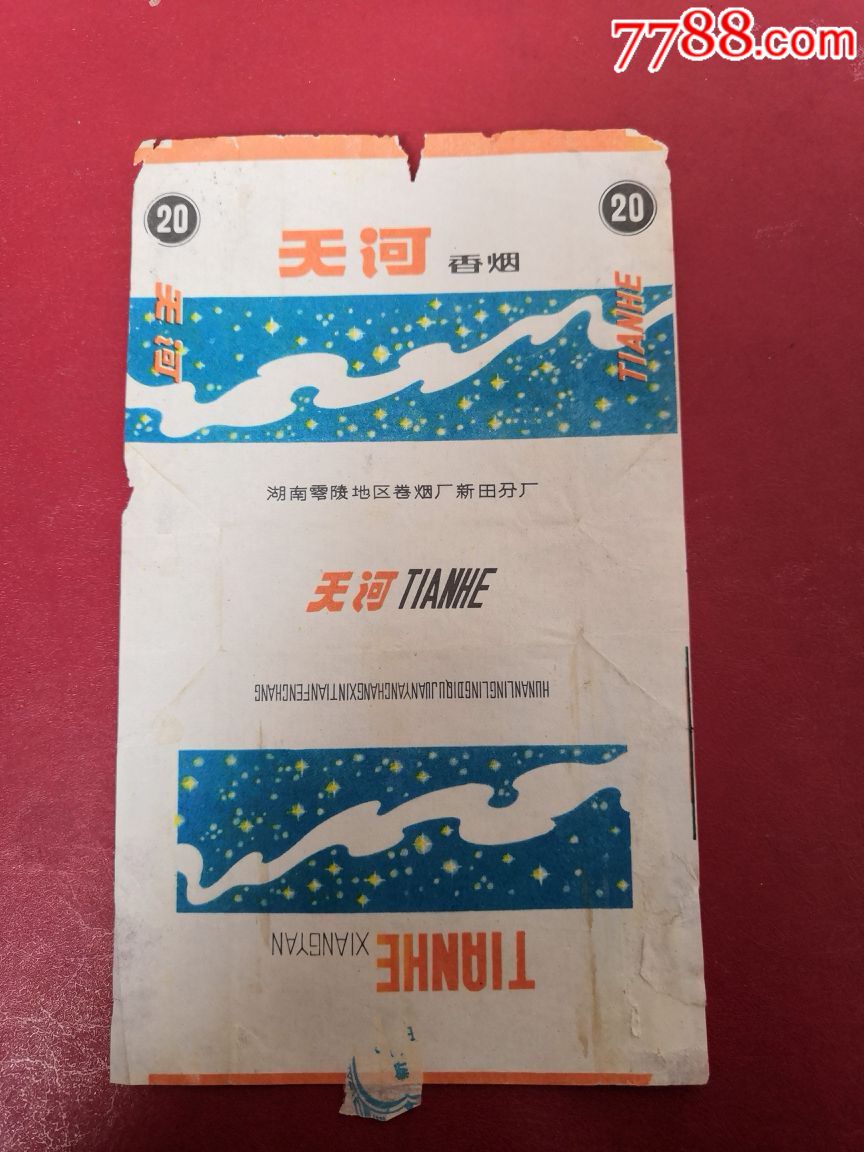 7788.com
20
20
天河 香烟
天河
TIANHE
湖南零陵地区卷烟厂新田分厂
天河 TIANHE
HUNANLINGLINGDIQUJUANYANCHANGXINTIANFENCHANG
TIANHE XIANGYAN